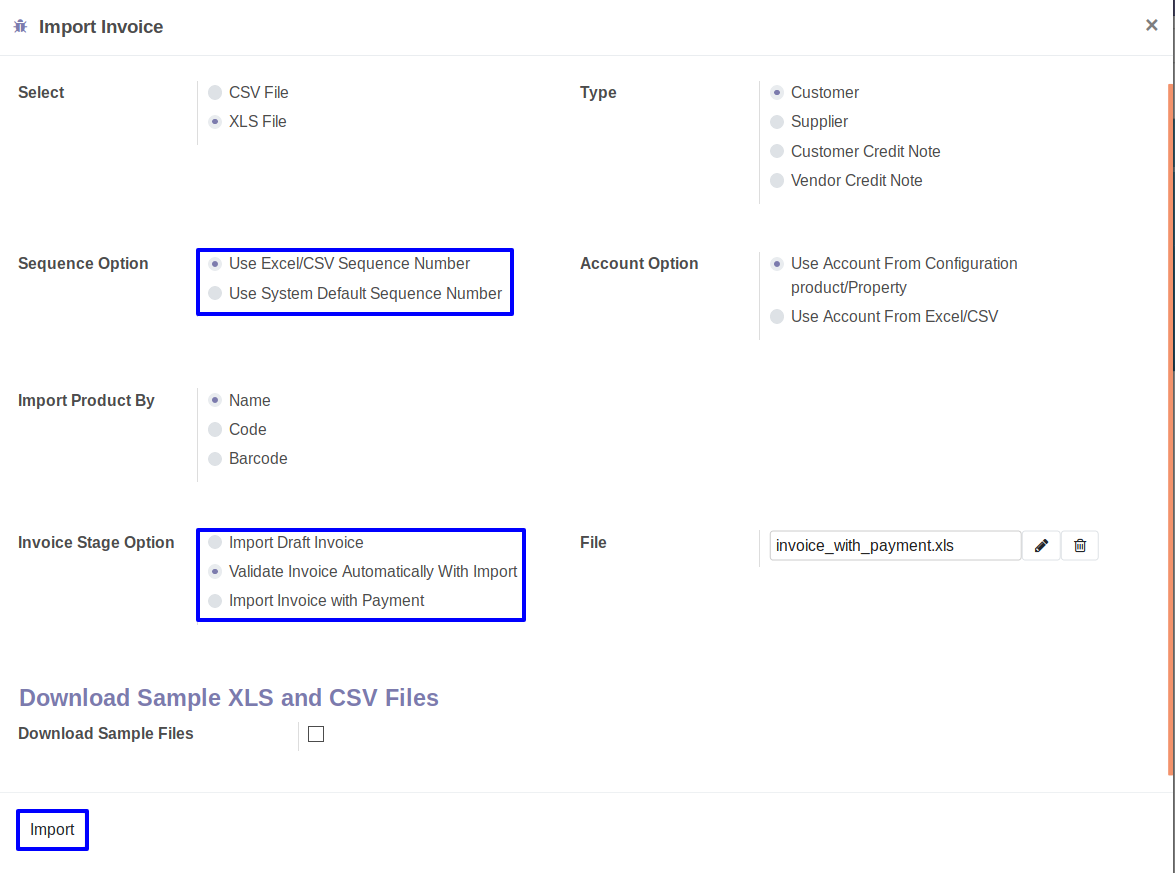 Import Invoice
×
Select
CSV File
XLS File
Type
Customer
Supplier
Customer Credit Note
Vendor Credit Note
Sequence Option
Use Excel/CSV Sequence Number
Use System Default Sequence Number
Account Option
Use Account From Configuration
product/Property
Use Account From Excel/CSV
Import Product By
Name
Code
Barcode
Invoice Stage Option
Import Draft Invoice
Validate Invoice Automatically With Import
Import Invoice with Payment
File
invoice_with_payment.xls
Download Sample XLS and CSV Files
Download Sample Files
Import